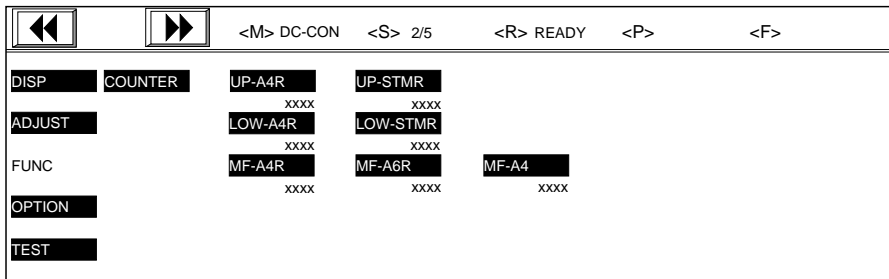 <M> DC-CON <S> 2/5 <R> READY <P> <F>
DISP COUNTER UP-A4R UP-STMR
xxxx xxxx
ADJUST LOW-A4R LOW-STMR
xxxx xxxx
FUNC MF-A4R MF-A6R MF-A4
xxxx xxxx xxxx
OPTION
TEST